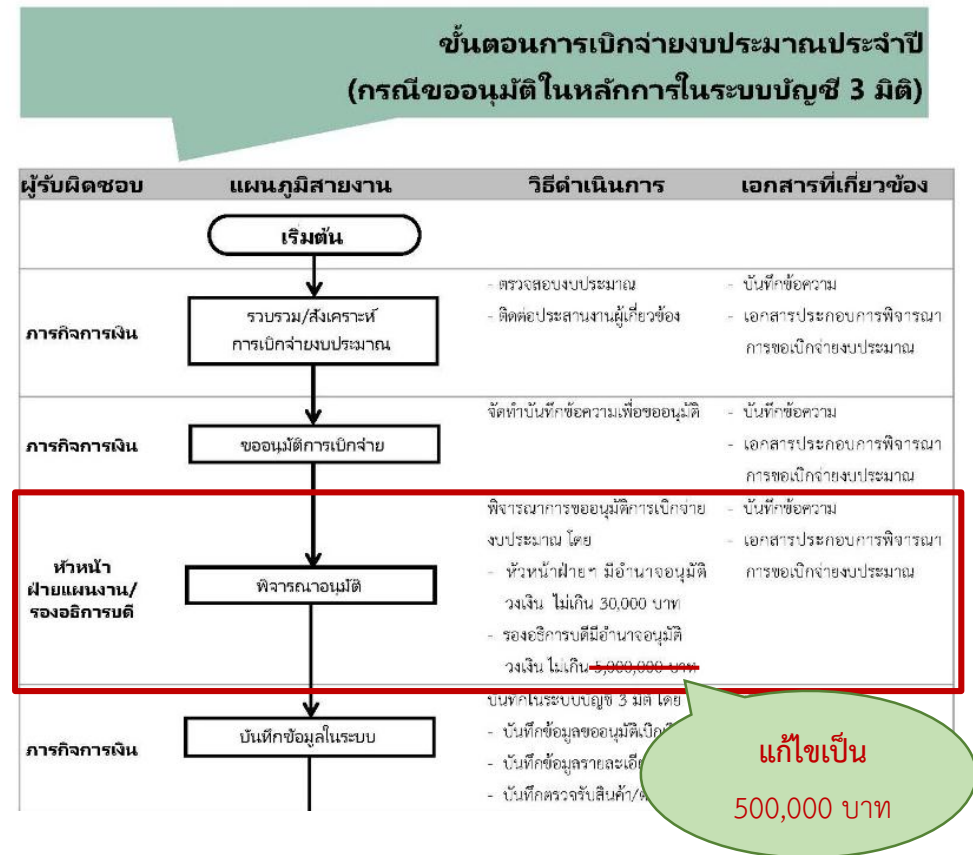 ขั้นตอนการเบิกจ่ายงบประมาณประจำปี
(กรณีขออนุมัติในหลักการในระบบบัญชี 3 มิติ)
ผู้รับผิดชอบ แผนภูมิสายงาน วิธีดำเนินการ เอกสารที่เกี่ยวข้อง
เริ่มต้น
ภารกิจการเงิน
รวบรวม/สังเคราะห์
การเบิกจ่ายงบประมาณ
- ตรวจสอบงบประมาณ
- ติดต่อประสานงานผู้เกี่ยวข้อง
- บันทึกข้อความ
- เอกสารประกอบการพิจารณา
การขอเบิกจ่ายงบประมาณ
ภารกิจการเงิน
ขออนุมัติการเบิกจ่าย
จัดทำบันทึกข้อความเพื่อขออนุมัติ
- บันทึกข้อความ
- เอกสารประกอบการพิจารณา
การขอเบิกจ่ายงบประมาณ
หัวหน้า
ฝ่ายแผนงาน/
รองอธิการบดี
พิจารณาอนุมัติ
พิจารณาการขออนุมัติการเบิกจ่าย
งบประมาณ โดย
- หัวหน้าฝ่ายฯ มีอำนาจอนุมัติ
วงเงิน ไม่เกิน 30,000 บาท
- รองอธิการบดีมีอำนาจอนุมัติ
วงเงิน ไม่เกิน 5,000,000 บาท
- บันทึกข้อความ
- เอกสารประกอบการพิจารณา
การขอเบิกจ่ายงบประมาณ
ภารกิจการเงิน
บันทึกข้อมูลในระบบ
บันทึกในระบบบัญชี 3 มิติ โดย
- บันทึกข้อมูลขออนุมัติ
- บันทึกข้อมูล
- บันทึกตรวจรับสินค้า/
แก้ไขเป็น
500,000 บาท